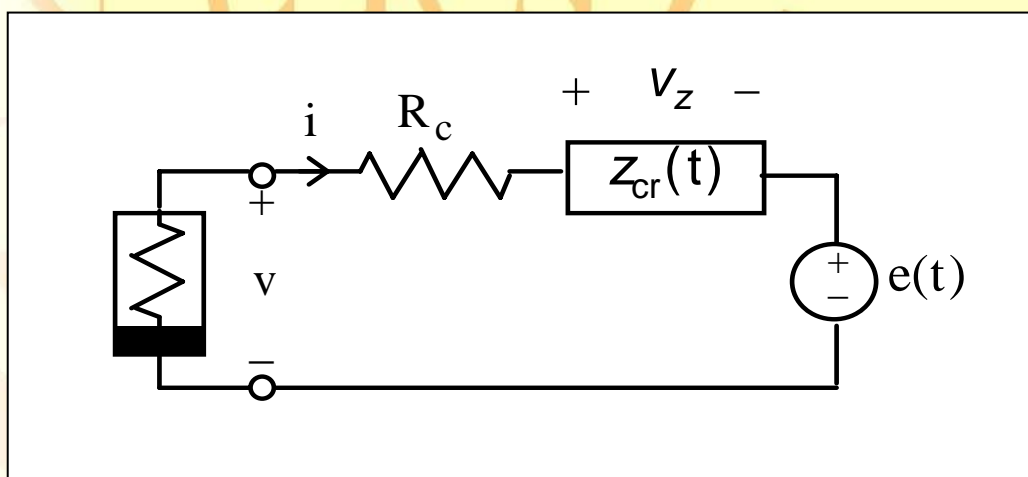 + v_z −
i R_c
z_cr(t)
+
v
+
−
e(t)
−